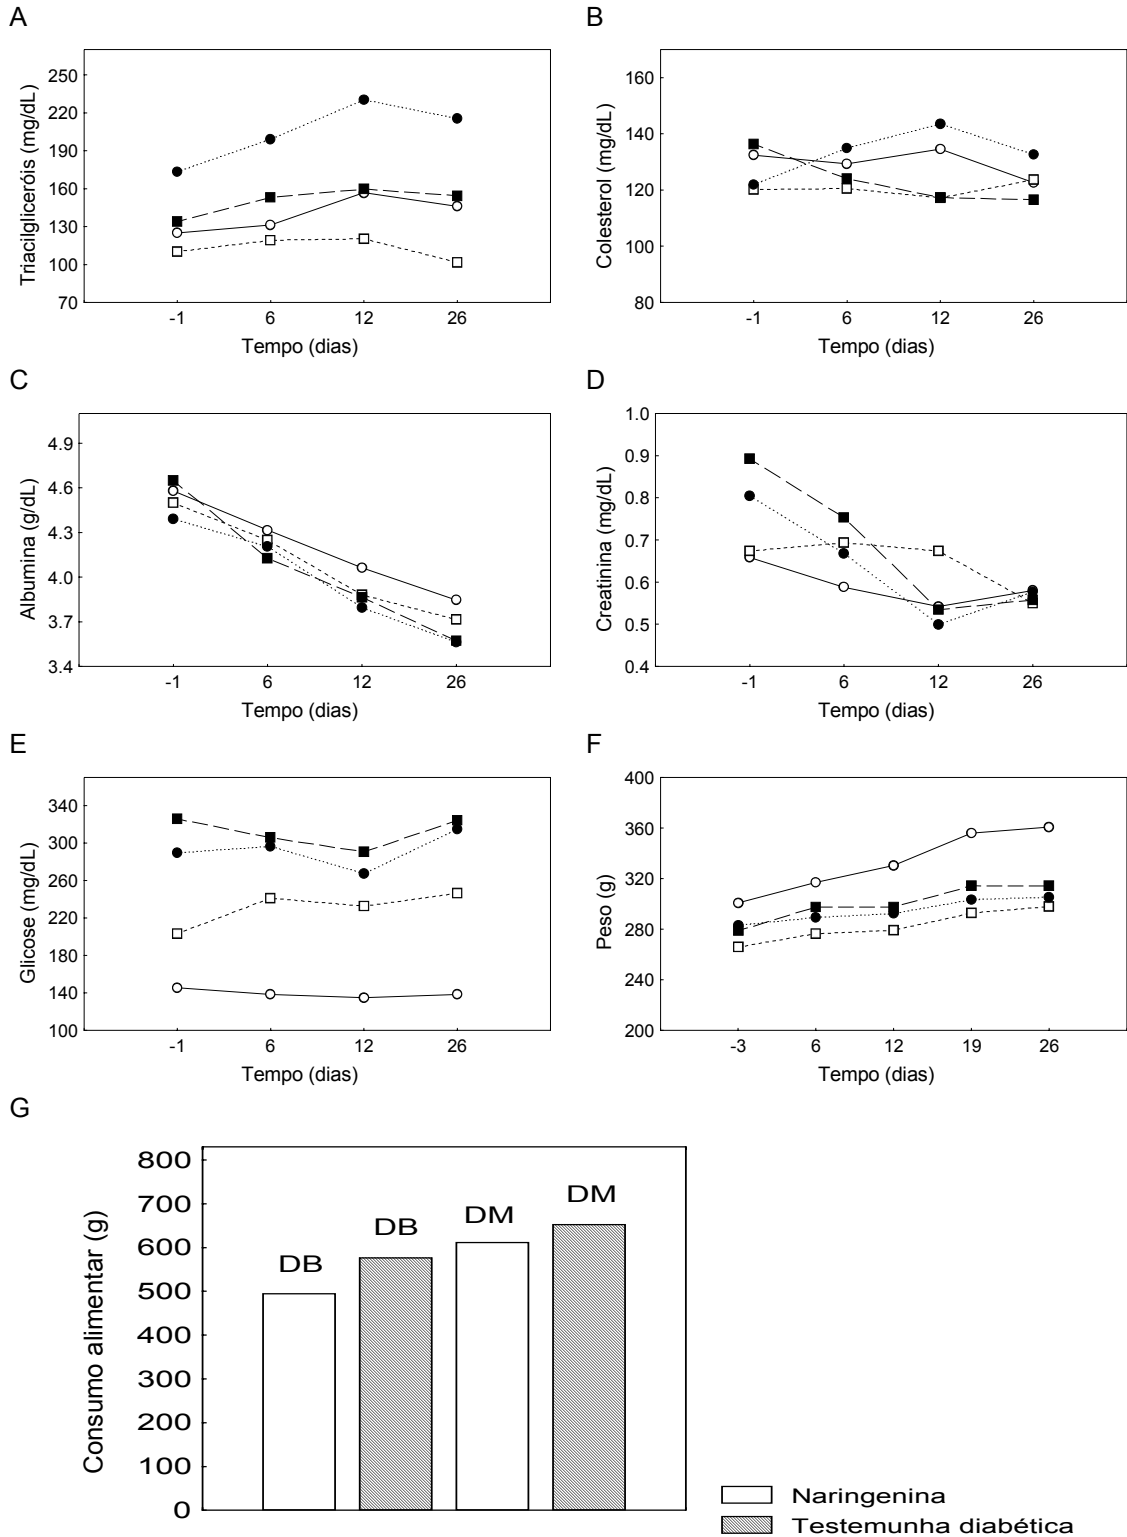 A
Triacilgliceróis (mg/dL)
250
220
190
160
130
100
70
-1 6 12 26
Tempo (dias)
B
Colesterol (mg/dL)
160
140
120
100
80
-1 6 12 26
Tempo (dias)
C
Albumina (g/dL)
4.9
4.6
4.3
4.0
3.7
3.4
-1 6 12 26
Tempo (dias)
D
Creatinina (mg/dL)
1.0
0.9
0.8
0.7
0.6
0.5
0.4
-1 6 12 26
Tempo (dias)
E
Glicose (mg/dL)
340
300
260
220
180
140
100
-1 6 12 26
Tempo (dias)
F
Peso (g)
400
360
320
280
240
200
-3 6 12 19 26
Tempo (dias)
G
Consumo alimentar (g)
800
700
600
500
400
300
200
100
0
DB DB DM DM
Naringenina
Testemunha diabética